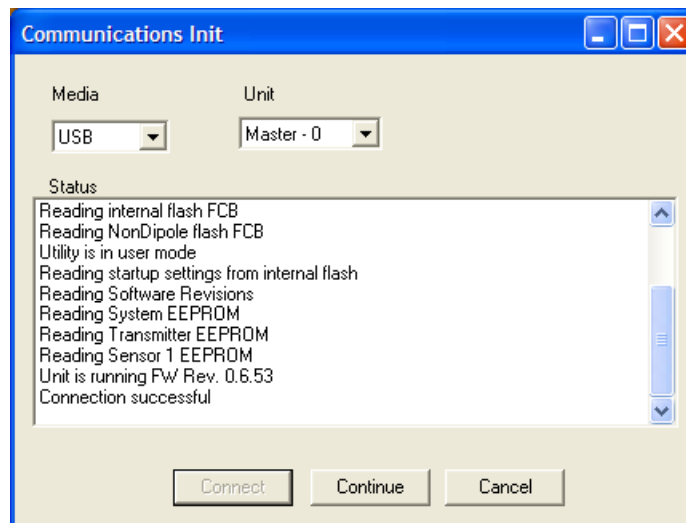 Communications Init
Media Unit
USB Master - 0
Status
Reading internal flash FCB
Reading NonDipole flash FCB
Utility is in user mode
Reading startup settings from internal flash
Reading Software Revisions
Reading System EEPROM
Reading Transmitter EEPROM
Reading Sensor 1 EEPROM
Unit is running FW Rev. 0.6.53
Connection successful
Connect Continue Cancel